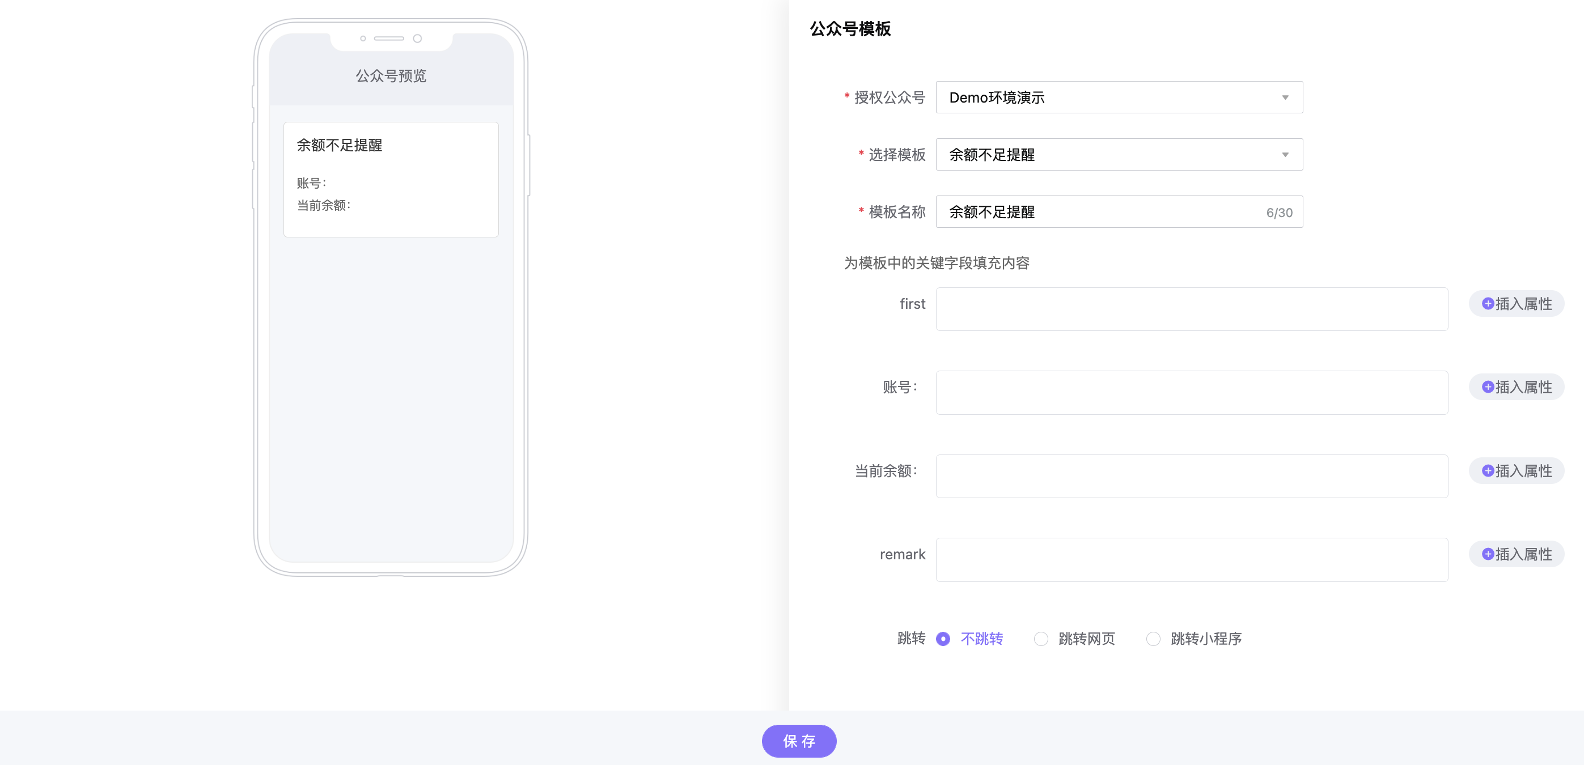 公众号预览
余额不足提醒
账号：
当前余额：
公众号模板
* 授权公众号 Demo环境演示
* 选择模板 余额不足提醒
* 模板名称 余额不足提醒 6/30
为模板中的关键字段填充内容
first 插入属性
账号： 插入属性
当前余额： 插入属性
remark 插入属性
跳转 不跳转 跳转网页 跳转小程序
保 存